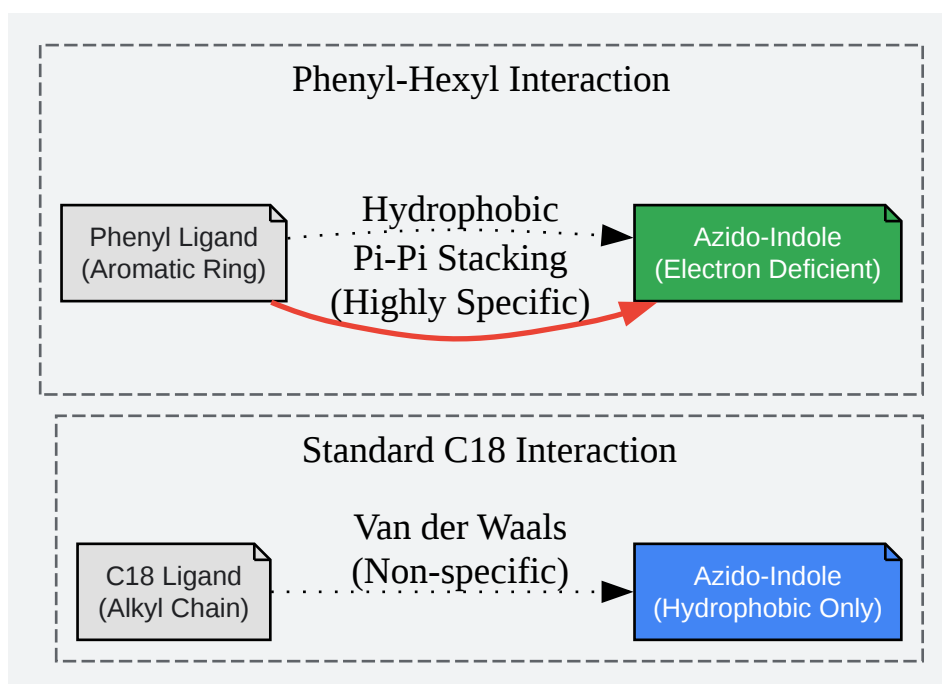 Phenyl-Hexyl Interaction
Phenyl Ligand
(Aromatic Ring)
Hydrophobic
Pi-Pi Stacking
(Highly Specific)
Azido-Indole
(Electron Deficient)
Standard C18 Interaction
C18 Ligand
(Alkyl Chain)
Van der Waals
(Non-specific)
Azido-Indole
(Hydrophobic Only)